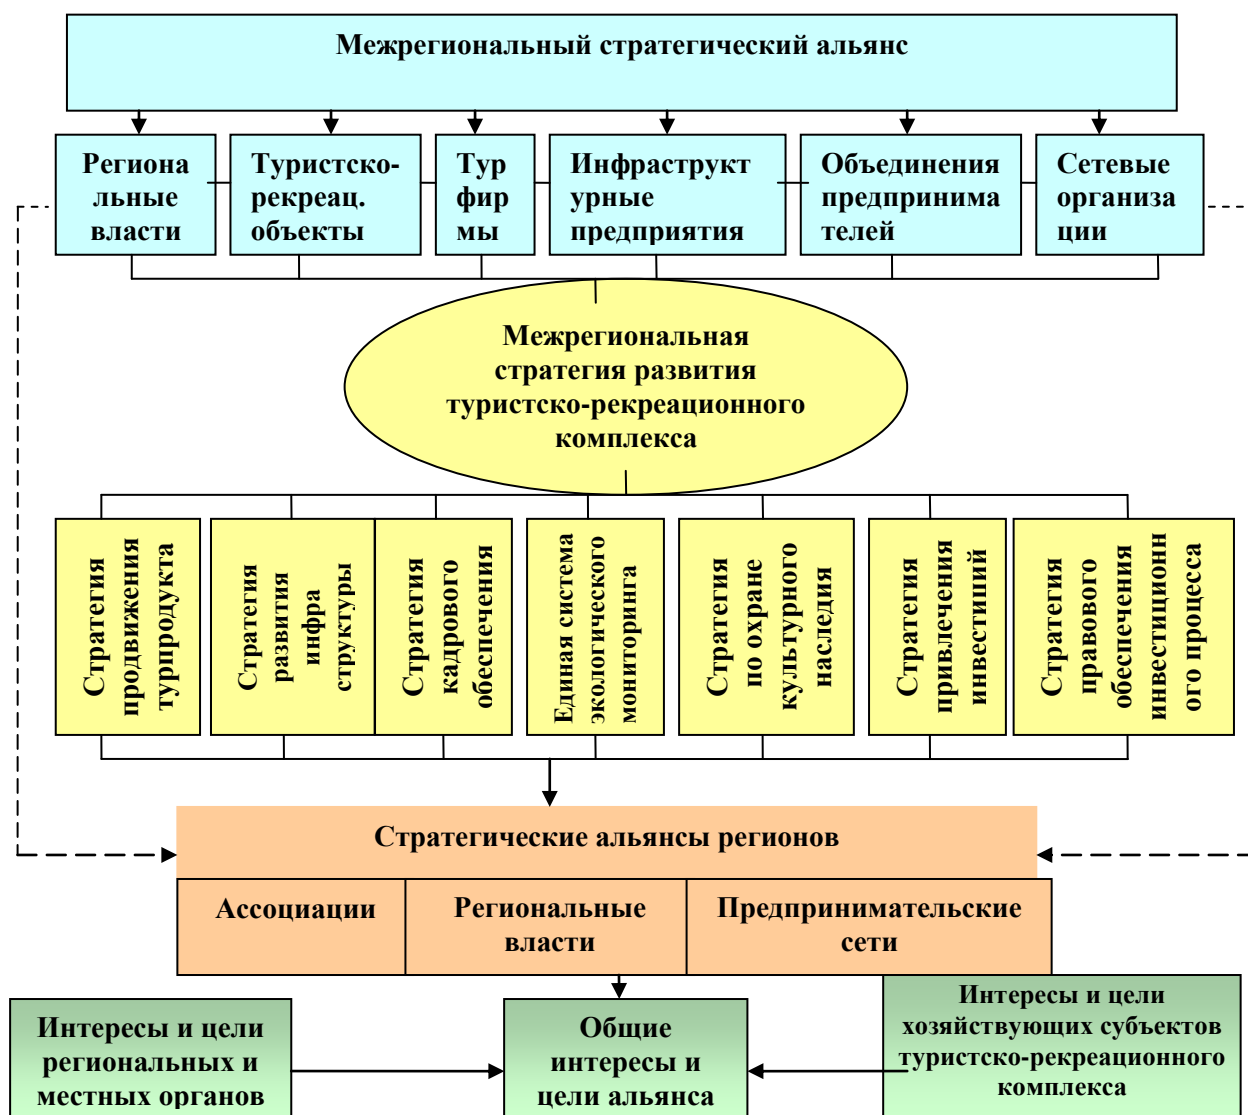 Межрегиональный стратегический альянс
Региона
льные
власти
Туристско-
рекреац.
объекты
Тур
фир
мы
Инфраструкт
урные
предприятия
Объединения
предпринима
телей
Сетевые
организа
ции
Межрегиональная
стратегия развития
туристско-рекреационного
комплекса
Стратегия
продвижения
турпродукта
Стратегия
развития
инфра
структуры
Стратегия
кадрового
обеспечения
Единая система
экологического
мониторинга
Стратегия
по охране
культурного
наследия
Стратегия
привлечения
инвестиций
Стратегия
правового
обеспечения
инвестиционн
ого процесса
Стратегические альянсы регионов
Ассоциации
Региональные
власти
Предпринимательские
сети
Интересы и цели
региональных и
местных органов
Общие
интересы и
цели альянса
Интересы и цели
хозяйствующих субъектов
туристско-рекреационного
комплекса